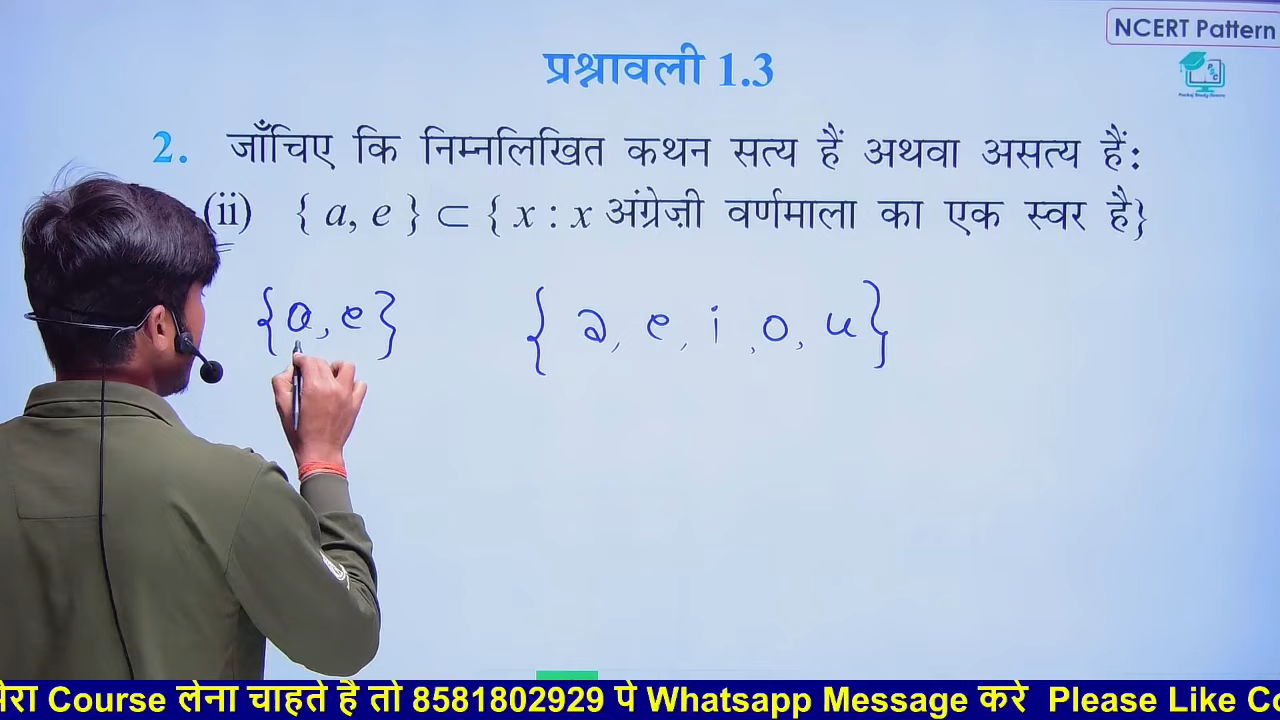 NCERT Pattern
प्रश्नावली 1.3
2. जाँचिए कि निम्नलिखित कथन सत्य हैं अथवा असत्य हैं:
(ii) { a, e } ⊂ { x : x अंग्रेज़ी वर्णमाला का एक स्वर है}
{a, e} { a, e, i, o, u}
मेरा Course लेना चाहते है तो 8581802929 पे Whatsapp Message करे Please Like Co